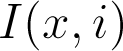 I(x, i)